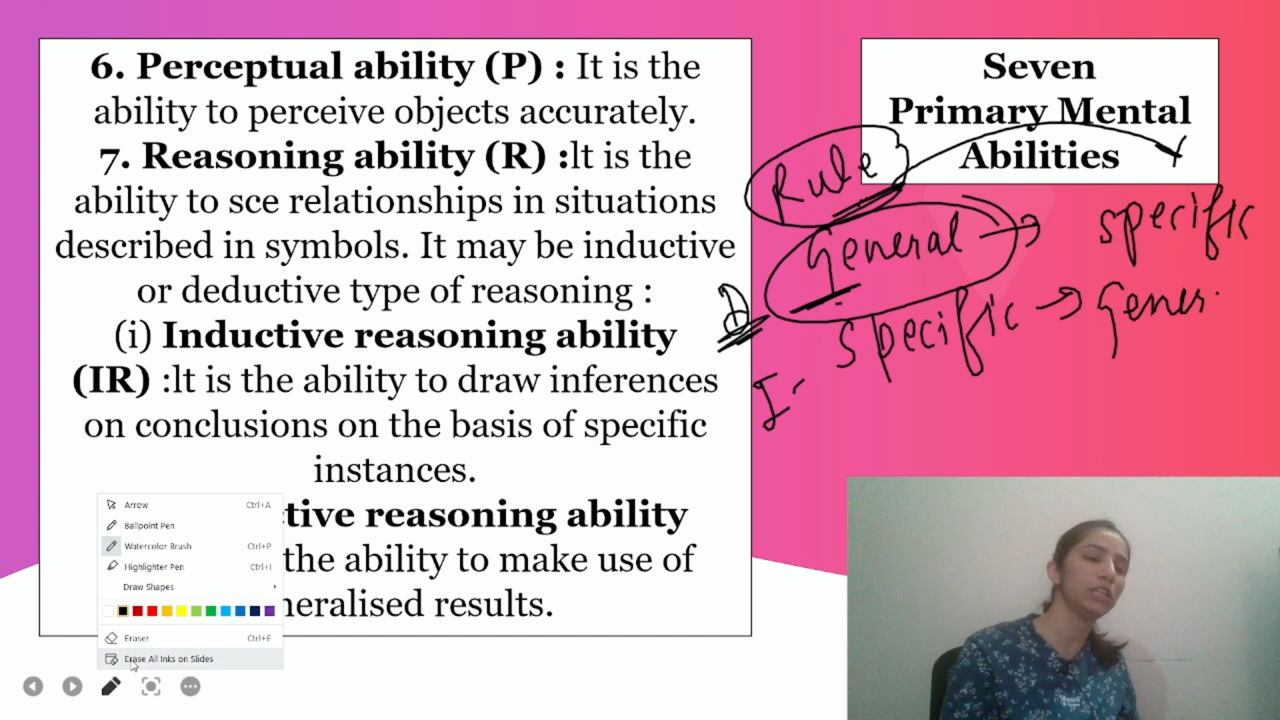 6. Perceptual ability (P) : It is the
ability to perceive objects accurately.
7. Reasoning ability (R) :lt is the
ability to sce relationships in situations
described in symbols. It may be inductive
or deductive type of reasoning :
(i) Inductive reasoning ability
(IR) :lt is the ability to draw inferences
on conclusions on the basis of specific
instances.
ctive reasoning ability
the ability to make use of
neralised results.
Arrow Ctrl+A
Ballpoint Pen
Watercolor Brush Ctrl+P
Highlighter Pen Ctrl+I
Draw Shapes
Eraser Ctrl+E
Erase All Inks on Slides
Seven
Primary Mental
Abilities
Rule
General → specific
D
I - specific → Gener.